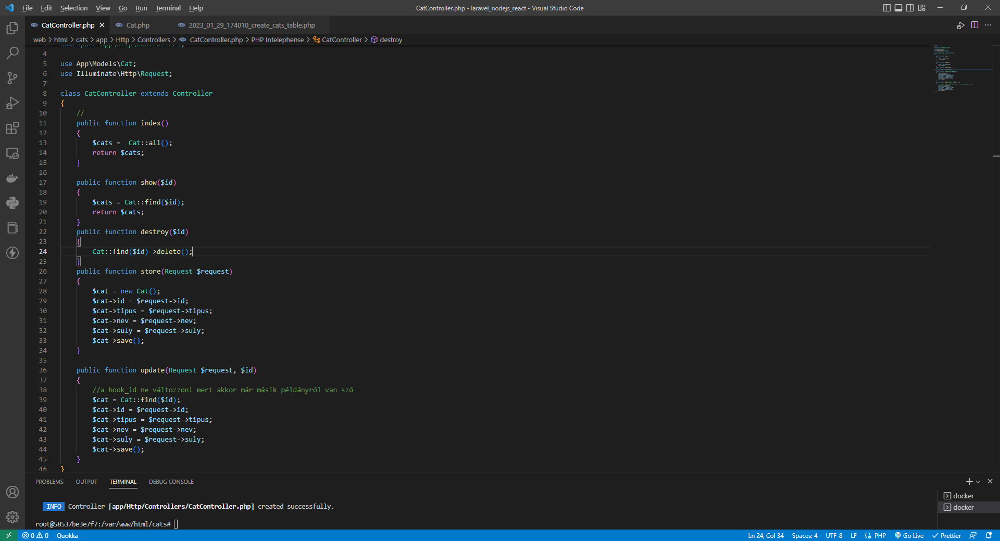 File Edit Selection View Go Run Terminal Help
CatController.php - laravel_nodejs_react - Visual Studio Code
CatController.php Cat.php 2023_01_29_174010_create_cats_table.php
web > html > cats > app > Http > Controllers > CatController.php > PHP Intelephense > CatController > destroy
3 namespace App\Http\Controllers;
4
5 use App\Models\Cat;
6 use Illuminate\Http\Request;
7
8 class CatController extends Controller
9 {
10 //
11 public function index()
12 {
13 $cats =  Cat::all();
14 return $cats;
15 }
16
17 public function show($id)
18 {
19 $cats = Cat::find($id);
20 return $cats;
21 }
22 public function destroy($id)
23 {
24 Cat::find($id)->delete();
25 }
26 public function store(Request $request)
27 {
28 $cat = new Cat();
29 $cat->id = $request->id;
30 $cat->tipus = $request->tipus;
31 $cat->nev = $request->nev;
32 $cat->suly = $request->suly;
33 $cat->save();
34 }
35
36 public function update(Request $request, $id)
37 {
38 //a book_id ne változzon! mert akkor már másik példányról van szó
39 $cat = Cat::find($id);
40 $cat->id = $request->id;
41 $cat->tipus = $request->tipus;
42 $cat->nev = $request->nev;
43 $cat->suly = $request->suly;
44 $cat->save();
45 }
46 }
PROBLEMS OUTPUT TERMINAL DEBUG CONSOLE
INFO Controller [app/Http/Controllers/CatController.php] created successfully.
root@58537be3e7f7:/var/www/html/cats#
docker
docker
0 0 Quokka
Ln 24, Col 34 Spaces: 4 UTF-8 LF PHP Go Live Prettier